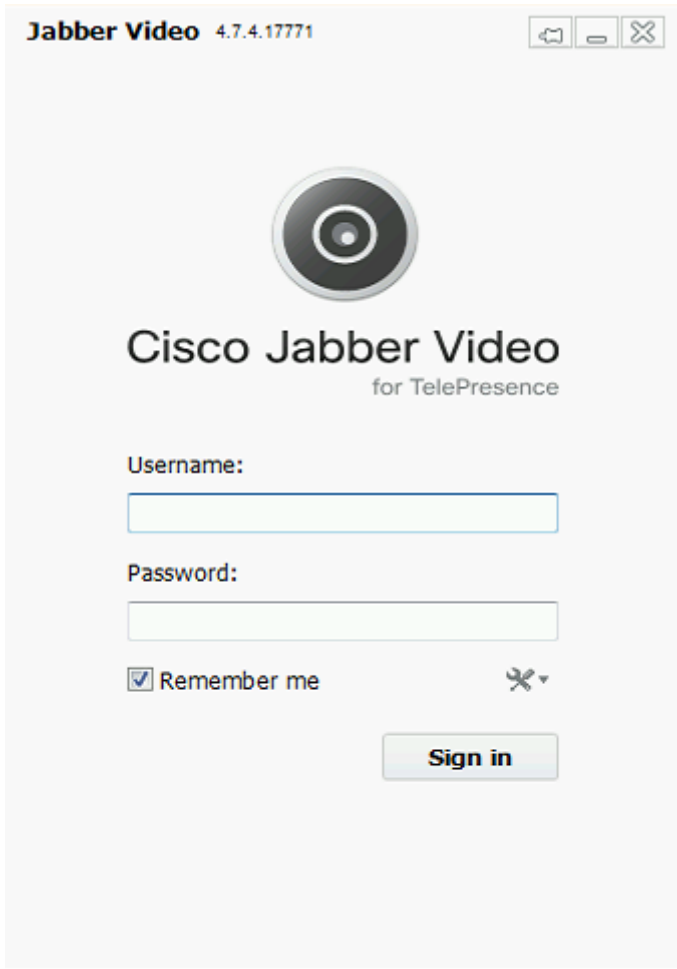 Jabber Video 4.7.4.17771
Cisco Jabber Video
for TelePresence
Username:
Password:
Remember me
Sign in